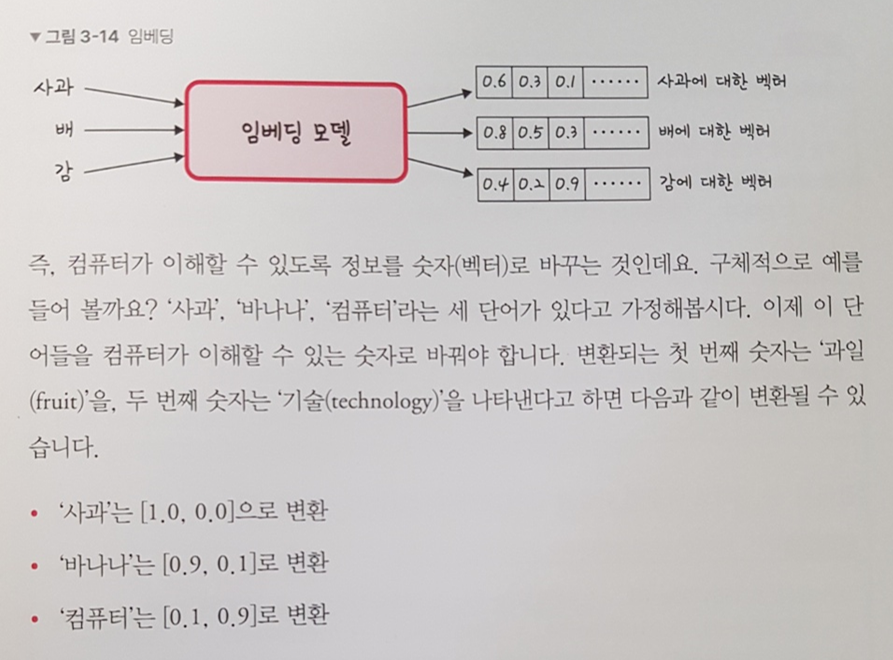 ▼ 그림 3-14 임베딩
사과
배
감
임베딩 모델
0.6 0.3 0.1 ······ 사과에 대한 벡터
0.8 0.5 0.3 ······ 배에 대한 벡터
0.4 0.2 0.9 ······ 감에 대한 벡터
즉, 컴퓨터가 이해할 수 있도록 정보를 숫자(벡터)로 바꾸는 것인데요. 구체적으로 예를
들어 볼까요? ‘사과’, ‘바나나’, ‘컴퓨터’라는 세 단어가 있다고 가정해봅시다. 이제 이 단
어들을 컴퓨터가 이해할 수 있는 숫자로 바꿔야 합니다. 변환되는 첫 번째 숫자는 ‘과일
(fruit)’을, 두 번째 숫자는 ‘기술(technology)’을 나타낸다고 하면 다음과 같이 변환될 수 있
습니다.
• ‘사과’는 [1.0, 0.0]으로 변환
• ‘바나나’는 [0.9, 0.1]로 변환
• ‘컴퓨터’는 [0.1, 0.9]로 변환